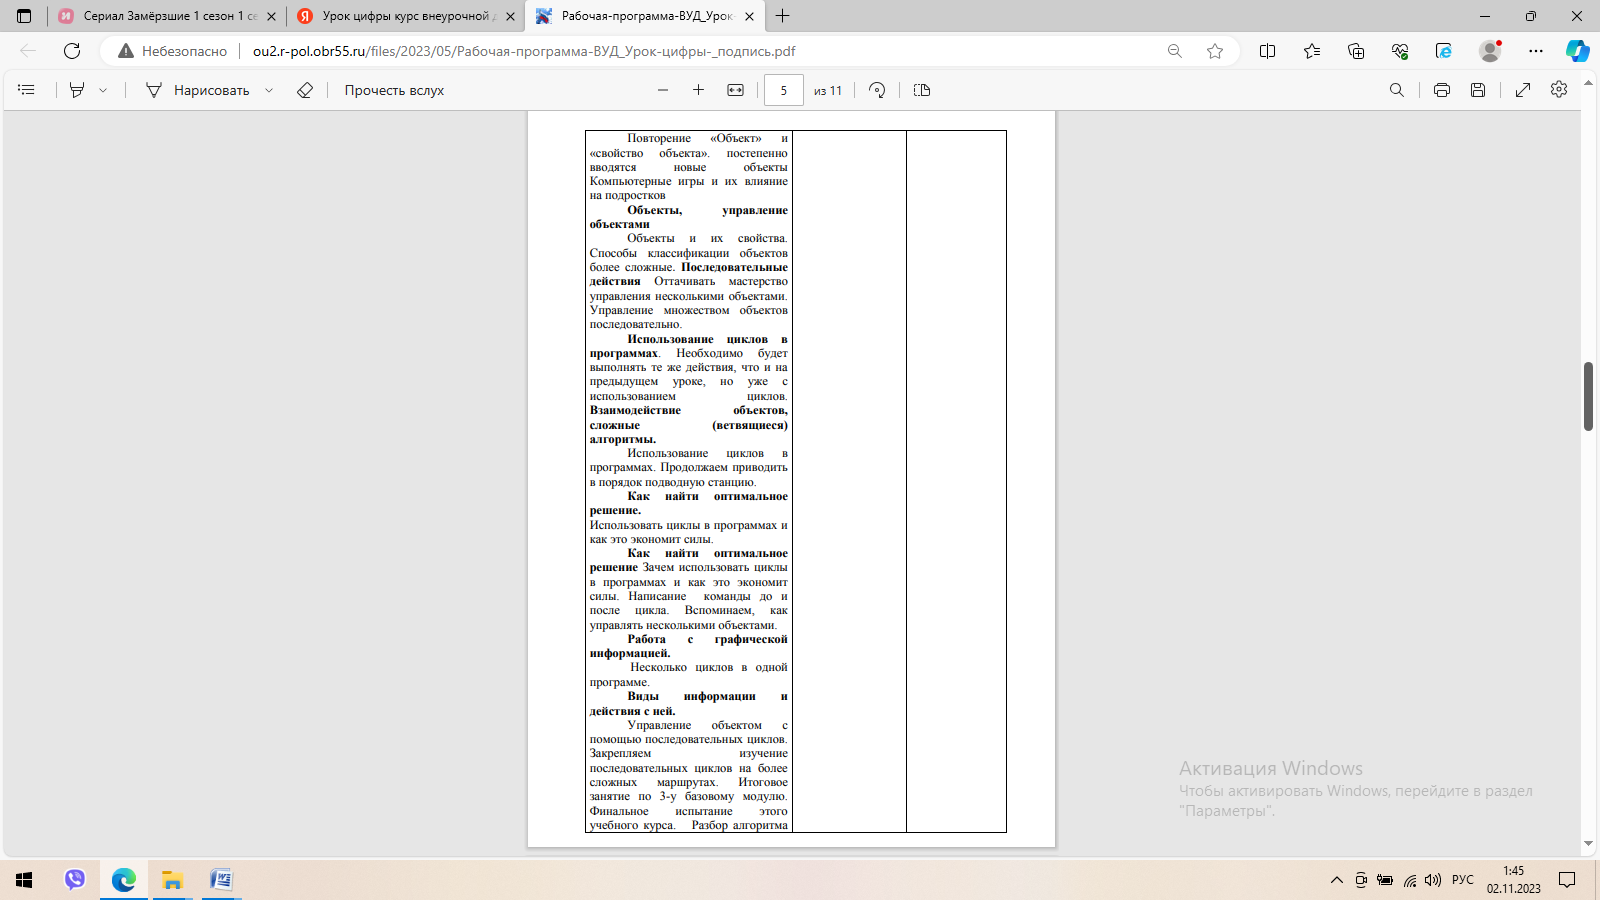 Сериал Замёрзшие 1 сезон 1 се
Урок цифры курс внеурочной д
Рабочая-программа-ВУД_Урок-
Небезопасно
ou2.r-pol.obr55.ru/files/2023/05/Рабочая-программа-ВУД_Урок-цифры-_подпись.pdf
Нарисовать
Прочесть вслух
5
из 11
Повторение «Объект» и
«свойство объекта». постепенно
вводятся новые объекты
Компьютерные игры и их влияние
на подростков
Объекты, управление
объектами
Объекты и их свойства.
Способы классификации объектов
более сложные. Последовательные
действия Оттачивать мастерство
управления несколькими объектами.
Управление множеством объектов
последовательно.
Использование циклов в
программах. Необходимо будет
выполнять те же действия, что и на
предыдущем уроке, но уже с
использованием циклов.
Взаимодействие объектов,
сложные (ветвящиеся)
алгоритмы.
Использование циклов в
программах. Продолжаем приводить
в порядок подводную станцию.
Как найти оптимальное
решение.
Использовать циклы в программах и
как это экономит силы.
Как найти оптимальное
решение Зачем использовать циклы
в программах и как это экономит
силы. Написание команды до и
после цикла. Вспоминаем, как
управлять несколькими объектами.
Работа с графической
информацией.
Несколько циклов в одной
программе.
Виды информации и
действия с ней.
Управление объектом с
помощью последовательных циклов.
Закрепляем изучение
последовательных циклов на более
сложных маршрутах. Итоговое
занятие по 3-у базовому модулю.
Финальное испытание этого
учебного курса. Разбор алгоритма
Активация Windows
Чтобы активировать Windows, перейдите в раздел
"Параметры".
РУС
1:45
02.11.2023